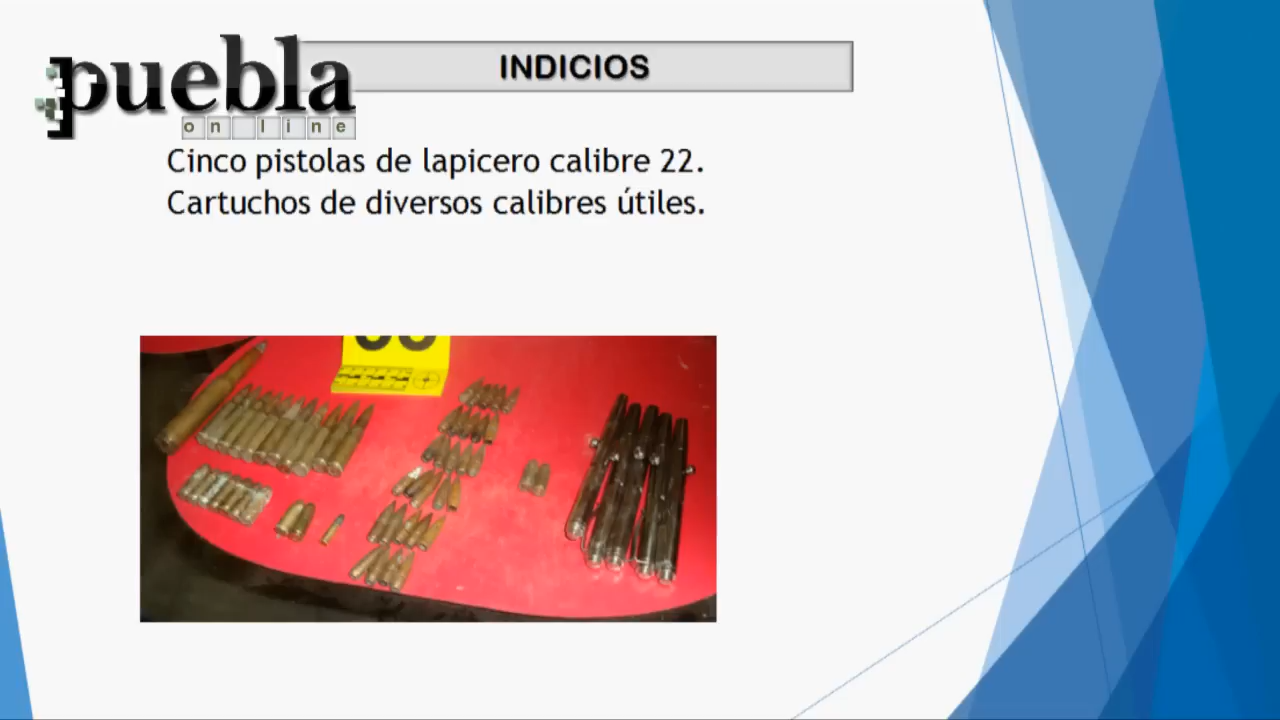 INDICIOS
puebla
on line
Cinco pistolas de lapicero calibre 22.
Cartuchos de diversos calibres útiles.